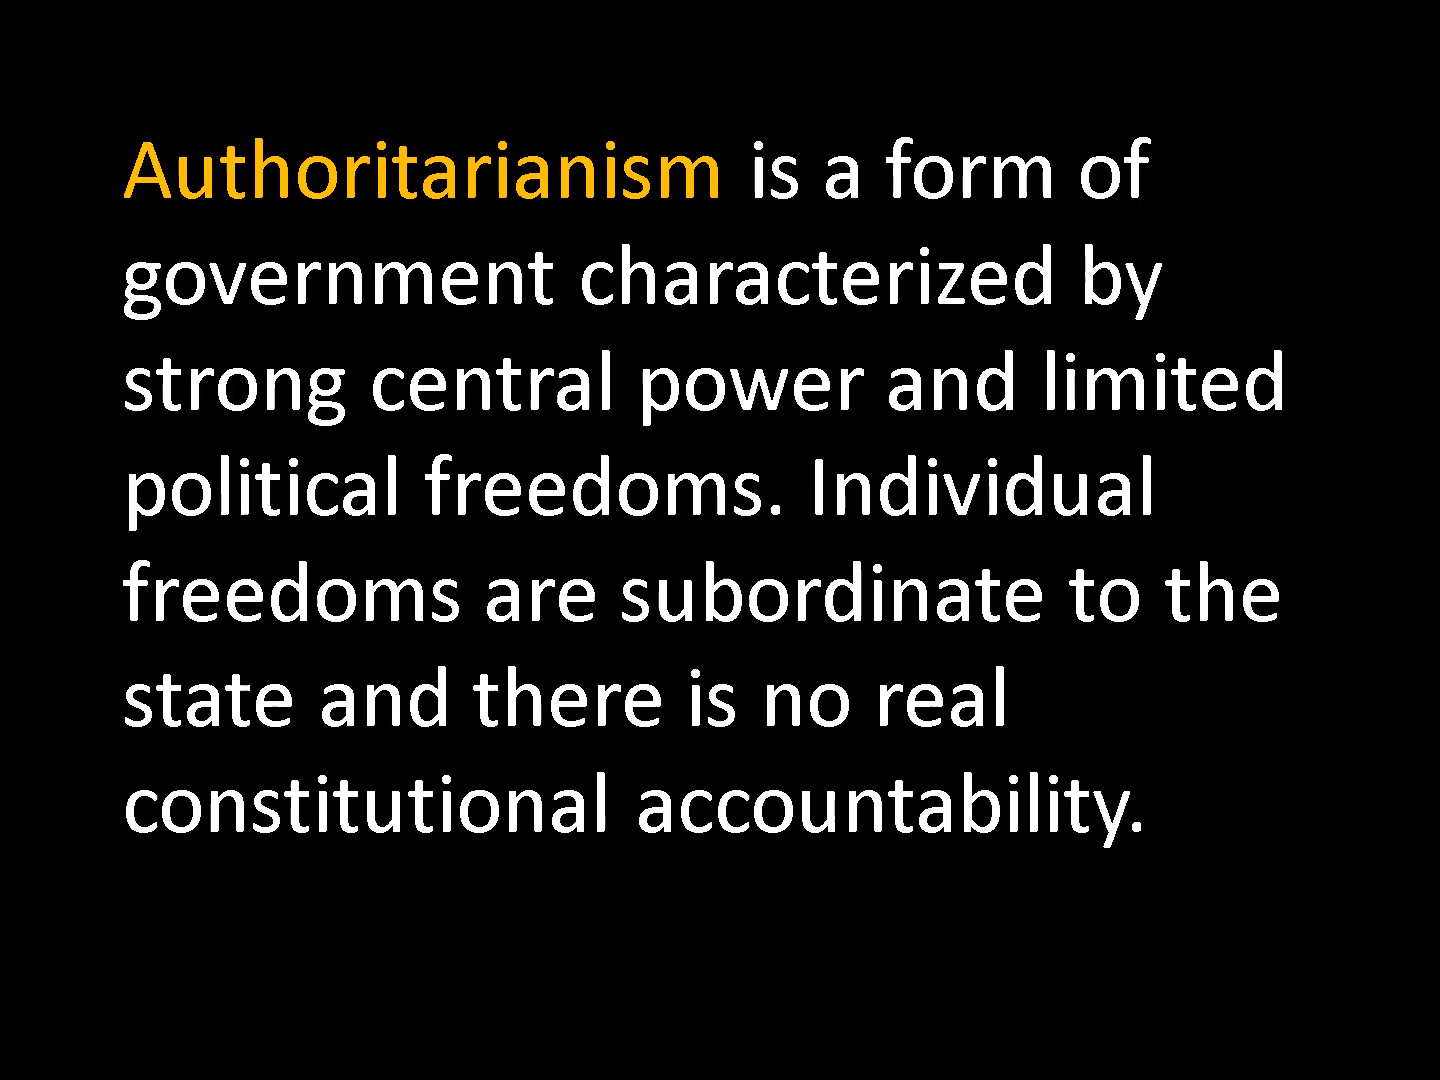 Authoritarianism is a form of
government characterized by
strong central power and limited
political freedoms. Individual
freedoms are subordinate to the
state and there is no real
constitutional accountability.